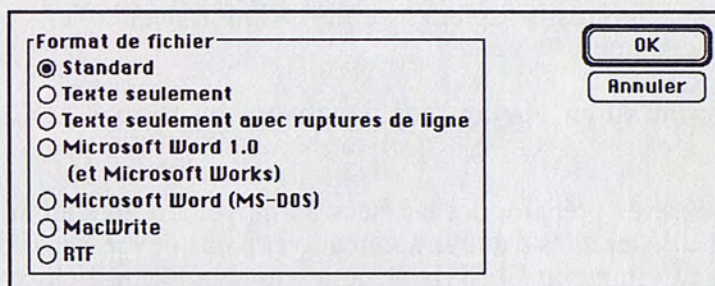 Format de fichier
Standard
Texte seulement
Texte seulement avec ruptures de ligne
Microsoft Word 1.0
(et Microsoft Works)
Microsoft Word (MS-DOS)
MacWrite
RTF
OK
Annuler